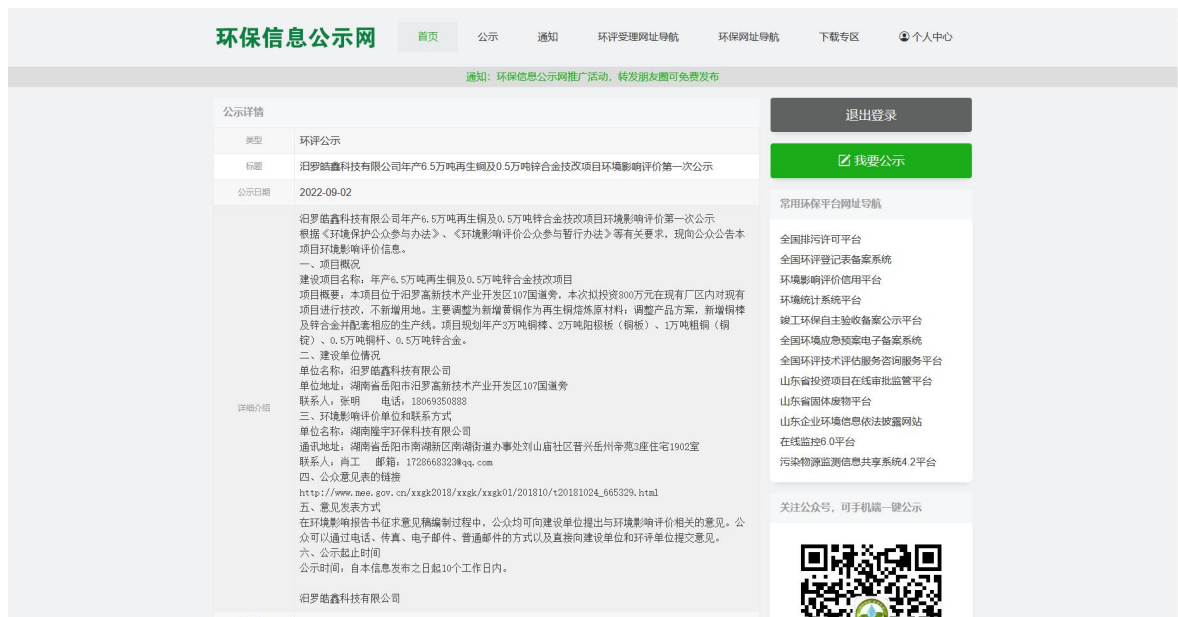 环保信息公示网 首页 公示 通知 环评受理网址导航 环保网址导航 下载专区 个人中心
通知：环保信息公示网推广活动，转发朋友圈可免费发布
公示详情
类型 环评公示
标题 汨罗皓鑫科技有限公司年产6.5万吨再生铜及0.5万吨锌合金技改项目环境影响评价第一次公示
公示日期 2022-09-02
详细介绍
汨罗皓鑫科技有限公司年产6.5万吨再生铜及0.5万吨锌合金技改项目环境影响评价第一次公示
根据《环境保护公众参与办法》、《环境影响评价公众参与暂行办法》等有关要求，现向公众公告本
项目环境影响评价信息。
一、项目概况
建设项目名称：年产6.5万吨再生铜及0.5万吨锌合金技改项目
项目概要：本项目位于汨罗高新技术产业开发区107国道旁，本次拟投资800万元在现有厂区内对现有
项目进行技改，不新增用地。主要调整为新增黄铜作为再生铜熔炼原材料；调整产品方案，新增铜棒
及锌合金并配套相应的生产线。项目规划年产3万吨铜棒、2万吨阳极板（铜板）、1万吨粗铜（铜
锭）、0.5万吨铜杆、0.5万吨锌合金。
二、建设单位情况
单位名称：汨罗皓鑫科技有限公司
单位地址：湖南省岳阳市汨罗高新技术产业开发区107国道旁
联系人：张明 电话：18069350888
三、环境影响评价单位和联系方式
单位名称：湖南隆宇环保科技有限公司
通讯地址：湖南省岳阳市南湖新区南湖街道办事处刘山庙社区晋兴岳州帝苑3座住宅1902室
联系人：肖工 邮箱：1728668323@qq.com
四、公众意见表的链接
http://www.mee.gov.cn/xxgk2018/xxgk/xxgk01/201810/t20181024_665329.html
五、意见发表方式
在环境影响报告书征求意见稿编制过程中，公众均可向建设单位提出与环境影响评价相关的意见。公
众可以通过电话、传真、电子邮件、普通邮件的方式以及直接向建设单位和环评单位提交意见。
六、公示起止时间
公示时间：自本信息发布之日起10个工作日内。
汨罗皓鑫科技有限公司
退出登录
我要公示
常用环保平台网址导航
全国排污许可平台
全国环评登记表备案系统
环境影响评价信用平台
环境统计系统平台
竣工环保自主验收备案公示平台
全国环境应急预案电子备案系统
全国环评技术评估服务咨询服务平台
山东省投资项目在线审批监管平台
山东省固体废物平台
山东企业环境信息依法披露网站
在线监控6.0平台
污染物源监测信息共享系统4.2平台
关注公众号，可手机端一键公示